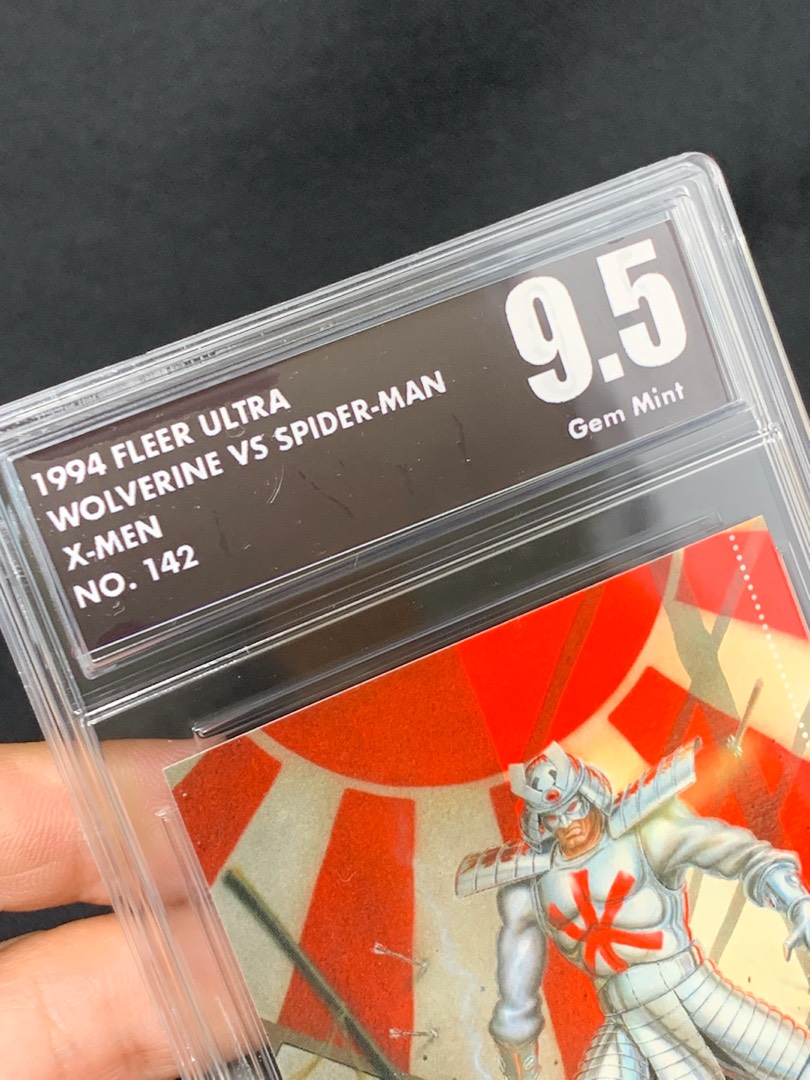 1994 FLEER ULTRA
WOLVERINE VS SPIDER-MAN
X-MEN
NO. 142
9.5
Gem Mint